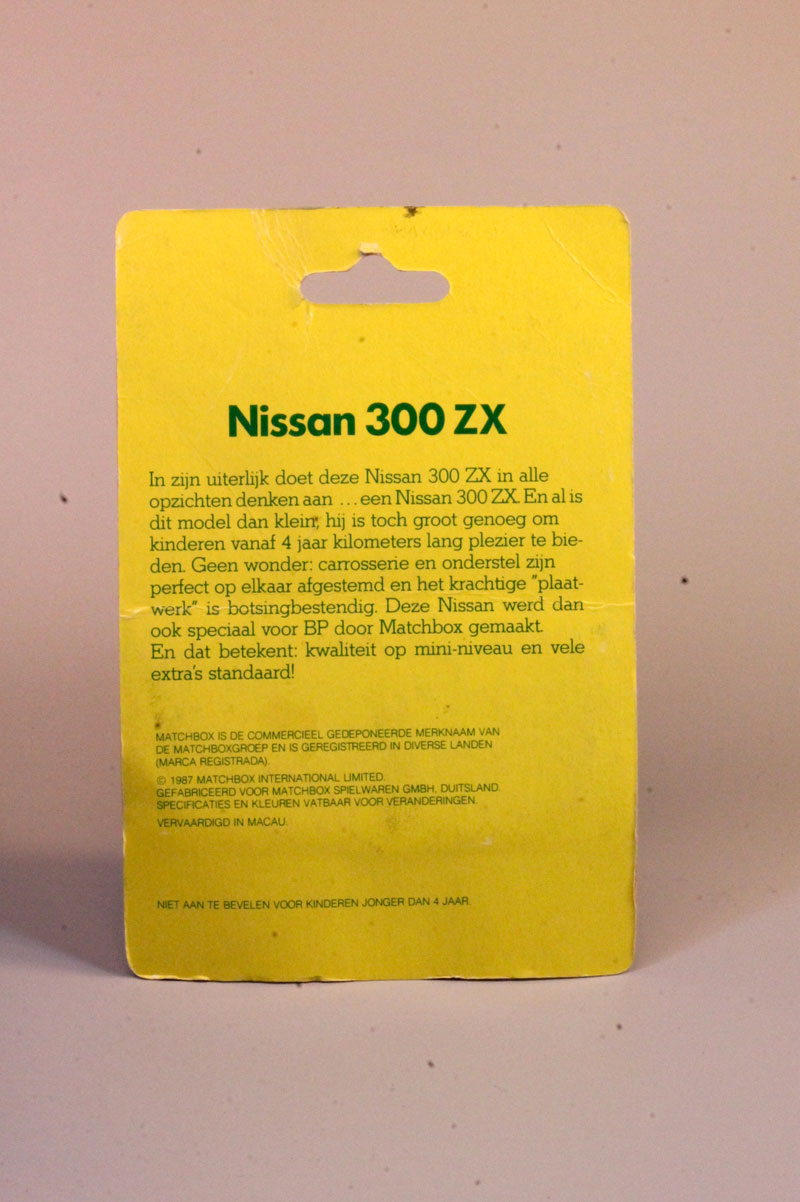 Nissan 300 ZX
In zijn uiterlijk doet deze Nissan 300 ZX in alle
opzichten denken aan ... een Nissan 300 ZX. En al is
dit model dan klein, hij is toch groot genoeg om
kinderen vanaf 4 jaar kilometers lang plezier te bie-
den. Geen wonder: carrosserie en onderstel zijn
perfect op elkaar afgestemd en het krachtige "plaat-
werk" is botsingbestendig. Deze Nissan werd dan
ook speciaal voor BP door Matchbox gemaakt.
En dat betekent: kwaliteit op mini-niveau en vele
extra's standaard!
MATCHBOX IS DE COMMERCIEEL GEDEPONEERDE MERKNAAM VAN
DE MATCHBOXGROEP EN IS GEREGISTREERD IN DIVERSE LANDEN
(MARCA REGISTRADA).
© 1987 MATCHBOX INTERNATIONAL LIMITED.
GEFABRICEERD VOOR MATCHBOX SPIELWAREN GMBH, DUITSLAND.
SPECIFICATIES EN KLEUREN VATBAAR VOOR VERANDERINGEN.
VERVAARDIGD IN MACAU.
NIET AAN TE BEVELEN VOOR KINDEREN JONGER DAN 4 JAAR.